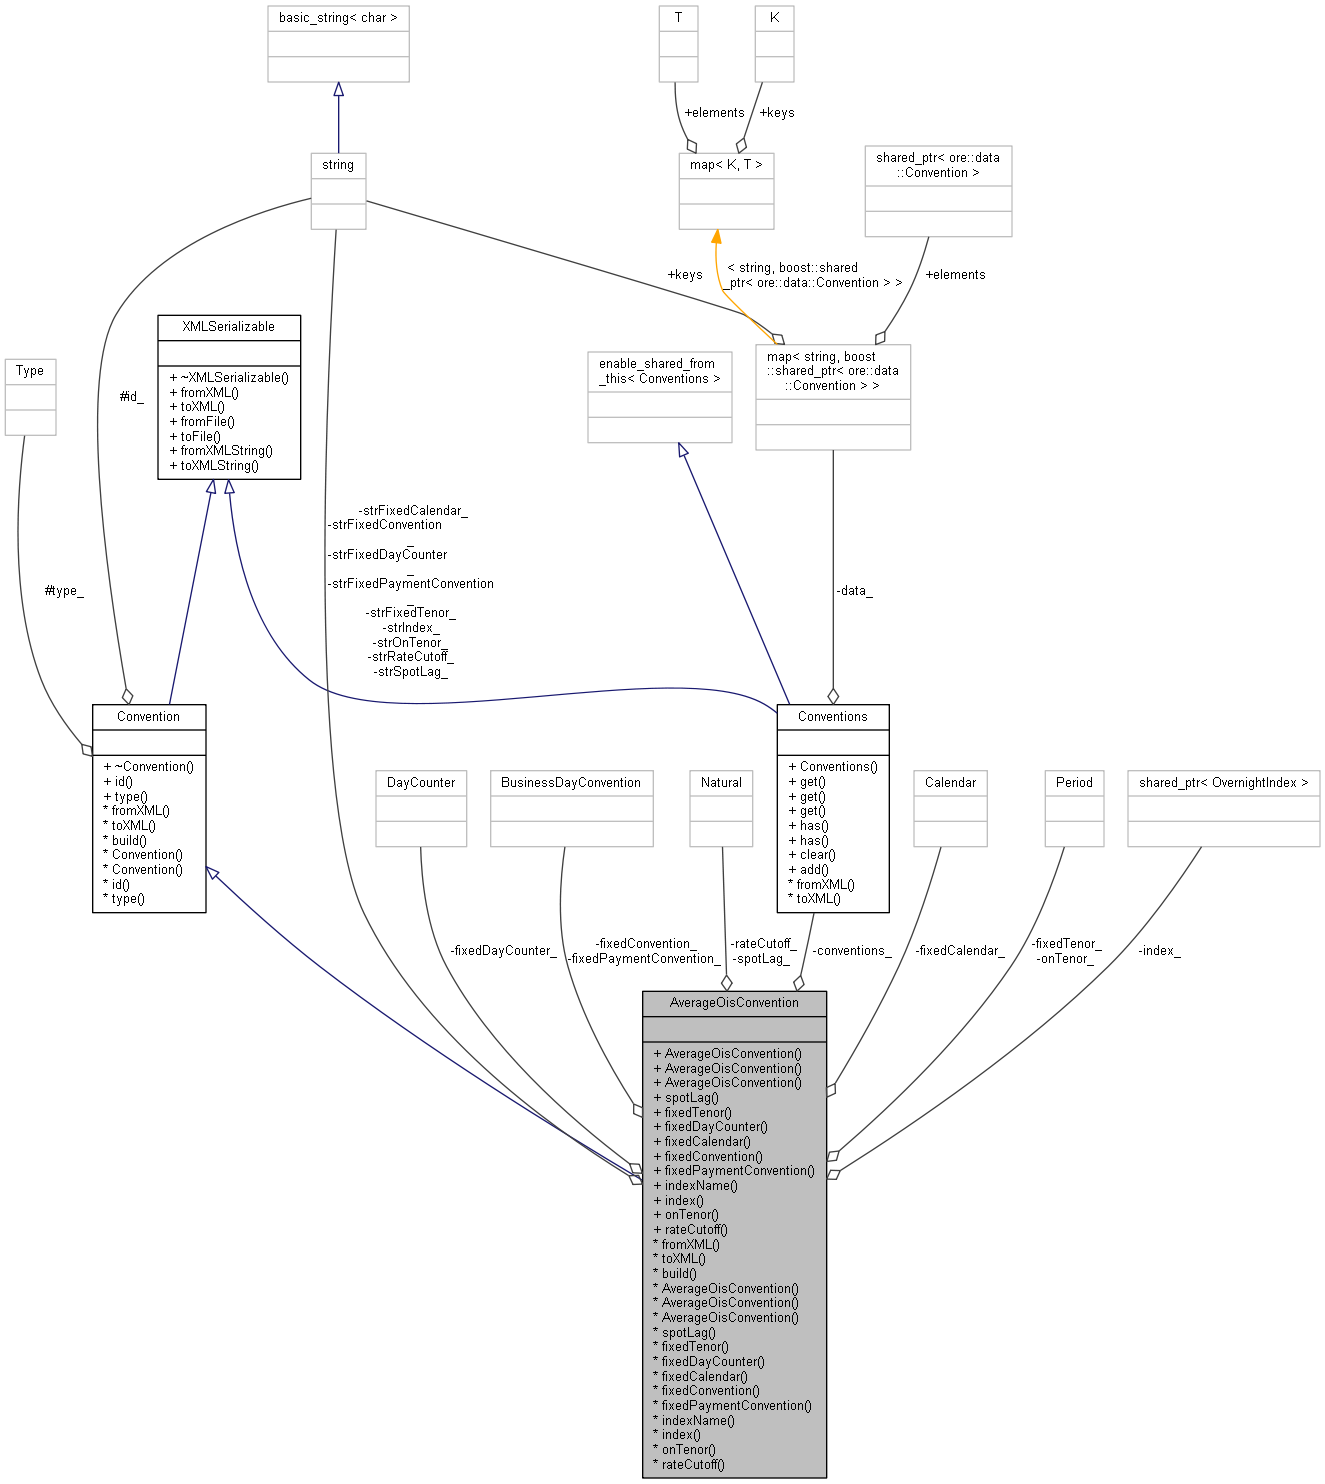 basic_string< char >
T
K
+elements
+keys
string
map< K, T >
shared_ptr< ore::data
::Convention >
+keys
< string, boost::shared
_ptr< ore::data::Convention > >
+elements
XMLSerializable
+ ~XMLSerializable()
+ fromXML()
+ toXML()
+ fromFile()
+ toFile()
+ fromXMLString()
+ toXMLString()
Type
#id_
enable_shared_from
_this< Conventions >
map< string, boost
::shared_ptr< ore::data
::Convention > >
-strFixedCalendar_
-strFixedConvention
_
-strFixedDayCounter
_
-strFixedPaymentConvention
_
-strFixedTenor_
-strIndex_
-strOnTenor_
-strRateCutoff_
-strSpotLag_
#type_
-data_
Convention
+ ~Convention()
+ id()
+ type()
* fromXML()
* toXML()
* build()
* Convention()
* Convention()
* id()
* type()
Conventions
+ Conventions()
+ get()
+ get()
+ get()
+ has()
+ has()
+ clear()
+ add()
* fromXML()
* toXML()
DayCounter
BusinessDayConvention
Natural
Calendar
Period
shared_ptr< OvernightIndex >
-fixedDayCounter_
-fixedConvention_
-fixedPaymentConvention_
-rateCutoff_
-spotLag_
-conventions_
-fixedCalendar_
-fixedTenor_
-onTenor_
-index_
AverageOisConvention
+ AverageOisConvention()
+ AverageOisConvention()
+ AverageOisConvention()
+ spotLag()
+ fixedTenor()
+ fixedDayCounter()
+ fixedCalendar()
+ fixedConvention()
+ fixedPaymentConvention()
+ indexName()
+ index()
+ onTenor()
+ rateCutoff()
* fromXML()
* toXML()
* build()
* AverageOisConvention()
* AverageOisConvention()
* AverageOisConvention()
* spotLag()
* fixedTenor()
* fixedDayCounter()
* fixedCalendar()
* fixedConvention()
* fixedPaymentConvention()
* indexName()
* index()
* onTenor()
* rateCutoff()